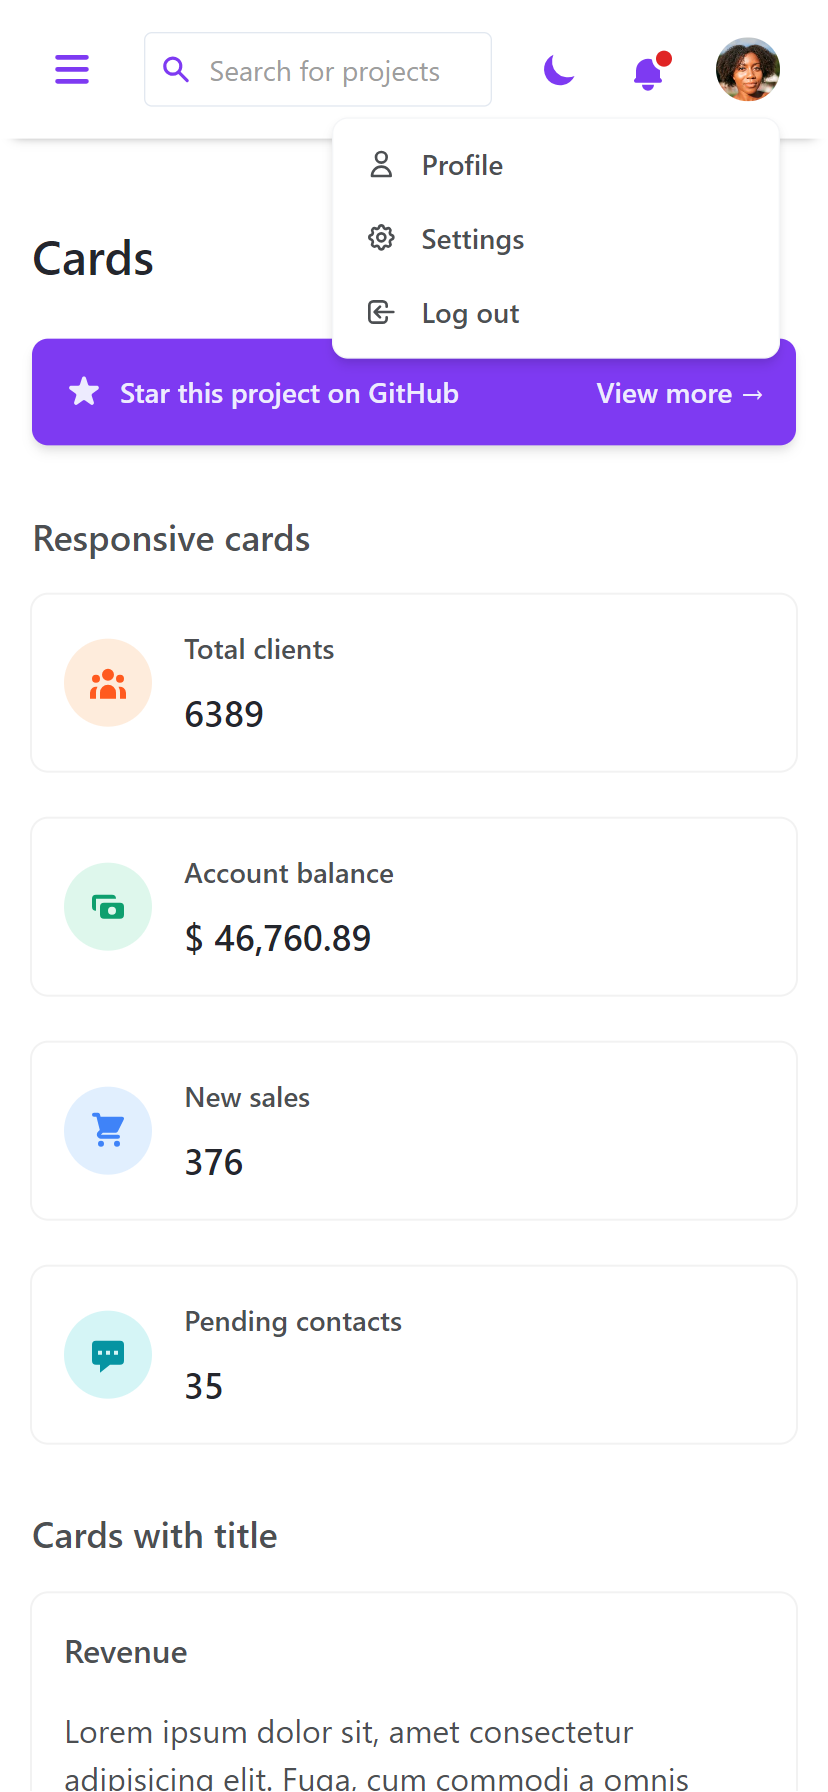 Search for projects
Profile
Settings
Log out
Cards
Star this project on GitHub
View more →
Responsive cards
Total clients
6389
Account balance
$ 46,760.89
New sales
376
Pending contacts
35
Cards with title
Revenue
Lorem ipsum dolor sit, amet consectetur
adipisicing elit. Fuga, cum commodi a omnis